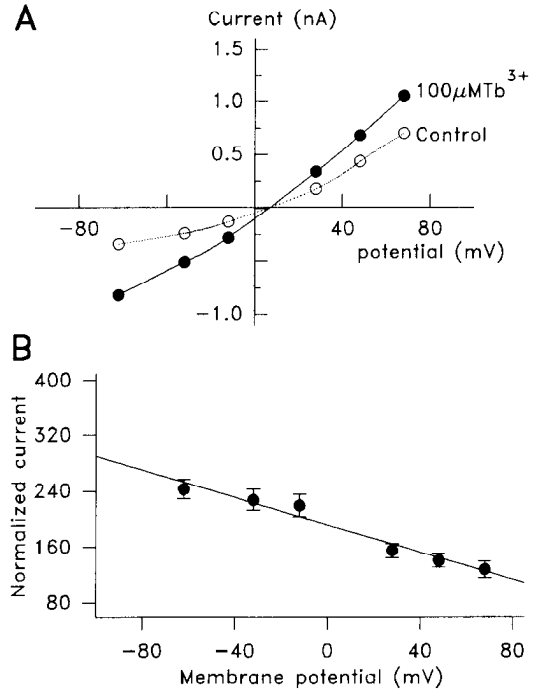 A
Current (nA)
1.5
100μMTb3+
1.0
Control
0.5
-80
40
80
potential (mV)
-1.0
B
400
320
240
160
80
Normalized current
-80
-40
0
40
80
Membrane potential (mV)